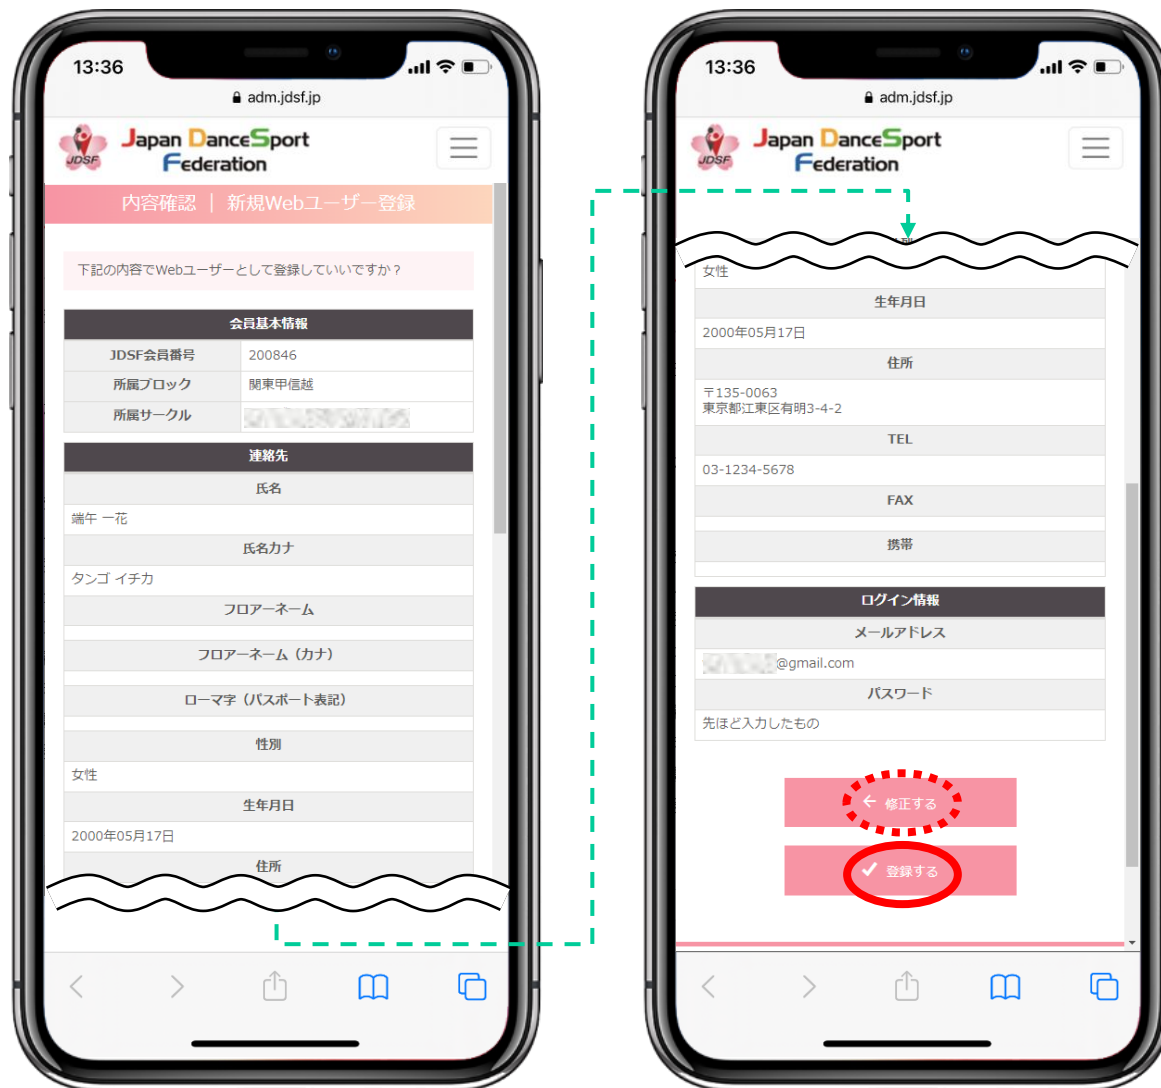 13:36
adm.jdsf.jp
JDSF
Japan DanceSport
Federation
内容確認 | 新規Webユーザー登録
下記の内容でWebユーザーとして登録していいですか？
会員基本情報
JDSF会員番号 200846
所属ブロック 関東甲信越
所属サークル
連絡先
氏名
端午 一花
氏名カナ
タンゴ イチカ
フロアーネーム
フロアーネーム（カナ）
ローマ字（パスポート表記）
性別
女性
生年月日
2000年05月17日
住所
13:36
adm.jdsf.jp
JDSF
Japan DanceSport
Federation
女性
生年月日
2000年05月17日
住所
〒135-0063
東京都江東区有明3-4-2
TEL
03-1234-5678
FAX
携帯
ログイン情報
メールアドレス
@gmail.com
パスワード
先ほど入力したもの
← 修正する
✓ 登録する